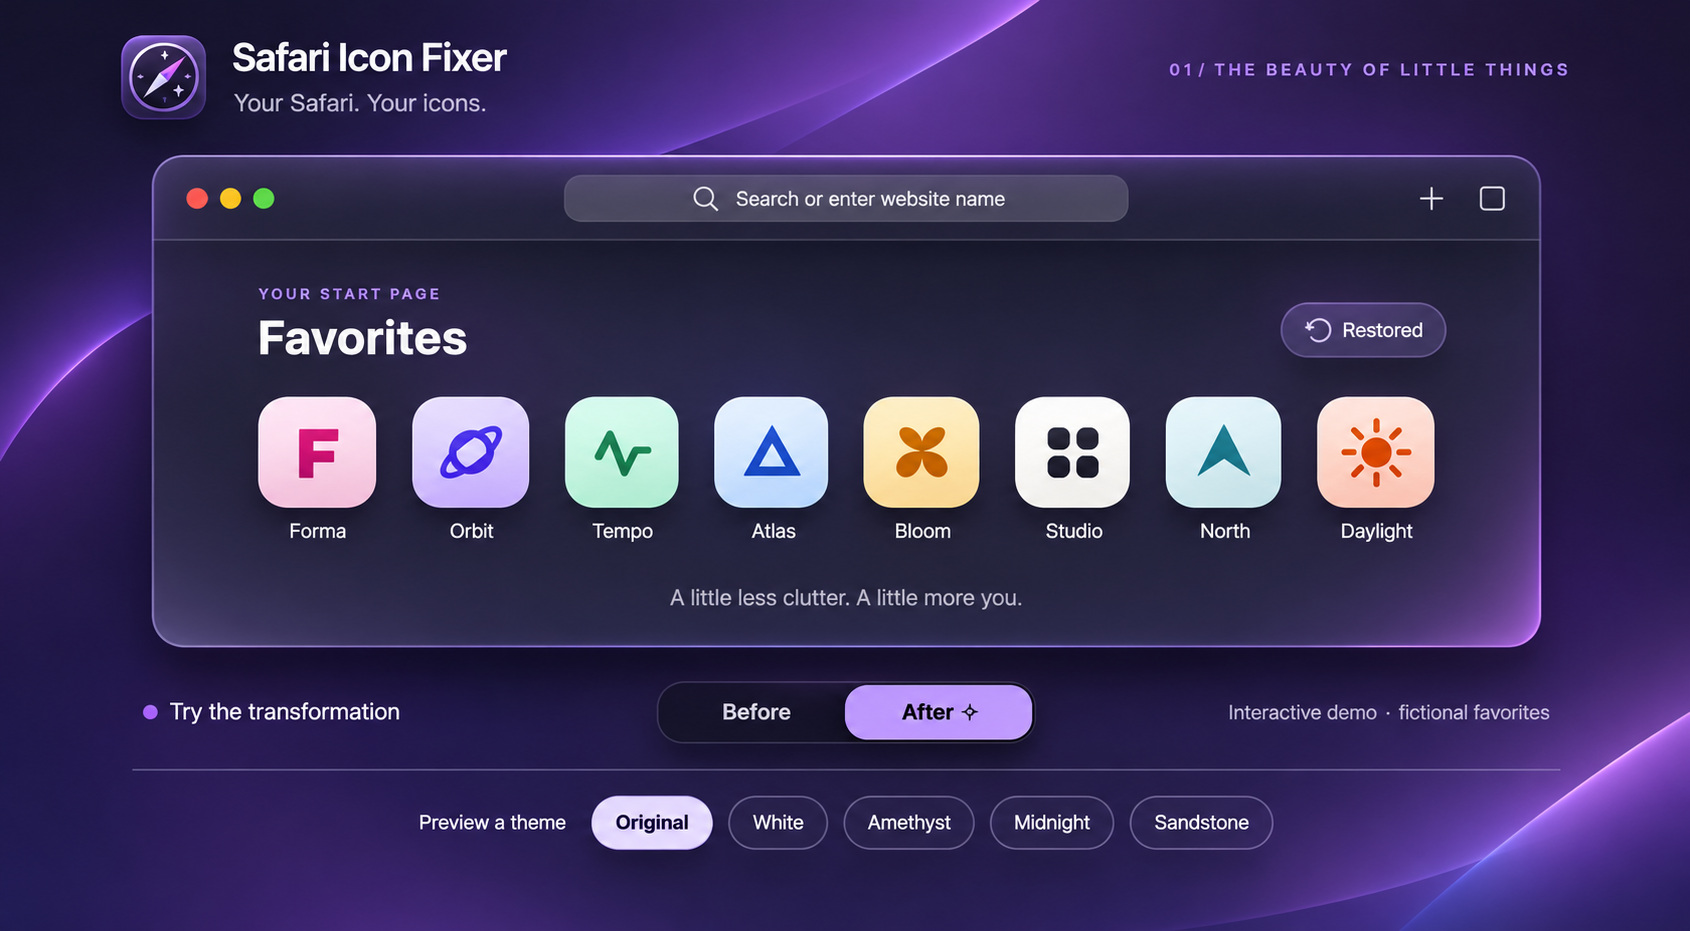 Safari Icon Fixer
Your Safari. Your icons.
01/ THE BEAUTY OF LITTLE THINGS
Search or enter website name
YOUR START PAGE
Favorites
Restored
F
Forma
Orbit
Tempo
Atlas
Bloom
Studio
North
Daylight
A little less clutter. A little more you.
Try the transformation
Before
After
Interactive demo · fictional favorites
Preview a theme
Original
White
Amethyst
Midnight
Sandstone